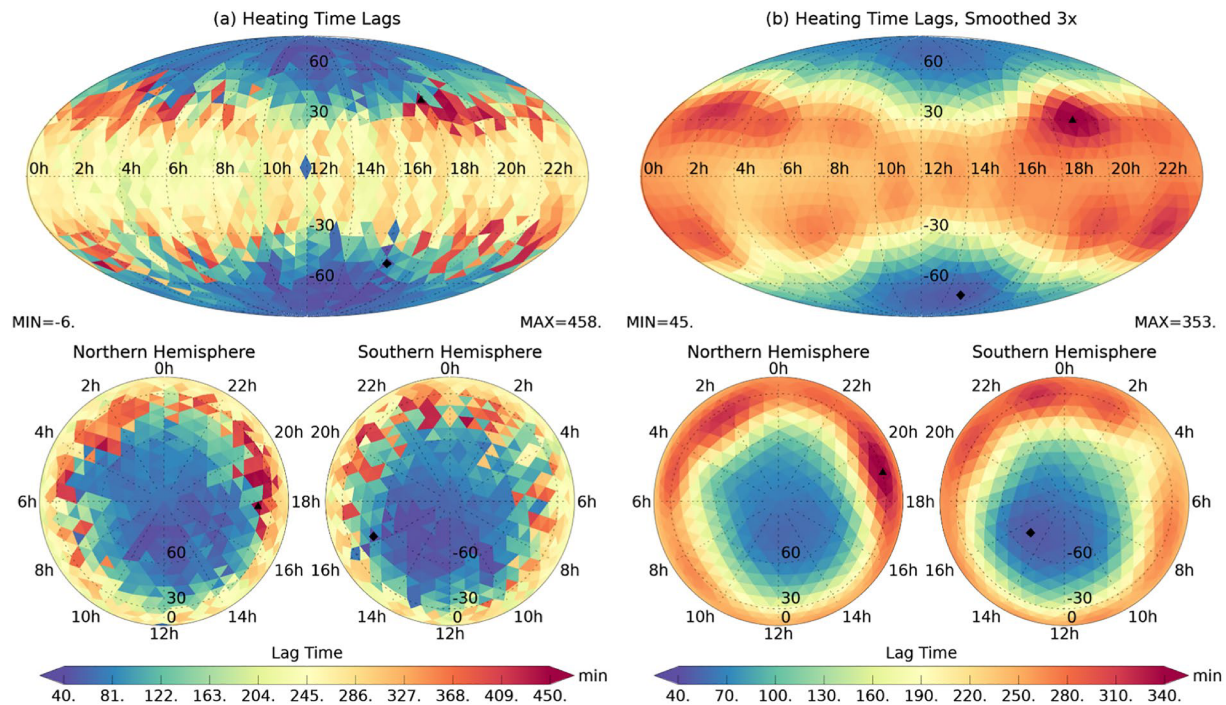 (a) Heating Time Lags
60
30
0h 2h 4h 6h 8h 10h 12h 14h 16h 18h 20h 22h
-30
-60
MIN=-6. MAX=458.
Northern Hemisphere
0h
2h 22h
4h 20h
6h 18h
60
8h 16h
30
10h 0 14h
12h
Southern Hemisphere
0h
22h 2h
20h 4h
18h 6h
-60
16h 8h
-30
14h 0 10h
12h
Lag Time
min
40. 81. 122. 163. 204. 245. 286. 327. 368. 409. 450.
(b) Heating Time Lags, Smoothed 3x
60
30
0h 2h 4h 6h 8h 10h 12h 14h 16h 18h 20h 22h
-30
-60
MIN=45. MAX=353.
Northern Hemisphere
0h
2h 22h
4h 20h
6h 18h
60
8h 16h
30
10h 0 14h
12h
Southern Hemisphere
0h
22h 2h
20h 4h
18h 6h
-60
16h 8h
-30
14h 0 10h
12h
Lag Time
min
40. 70. 100. 130. 160. 190. 220. 250. 280. 310. 340.